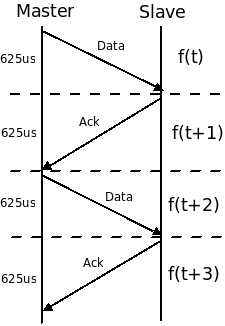 Master Slave
Data
625us f(t)
Ack
625us f(t+1)
Data
625us f(t+2)
Ack
625us f(t+3)